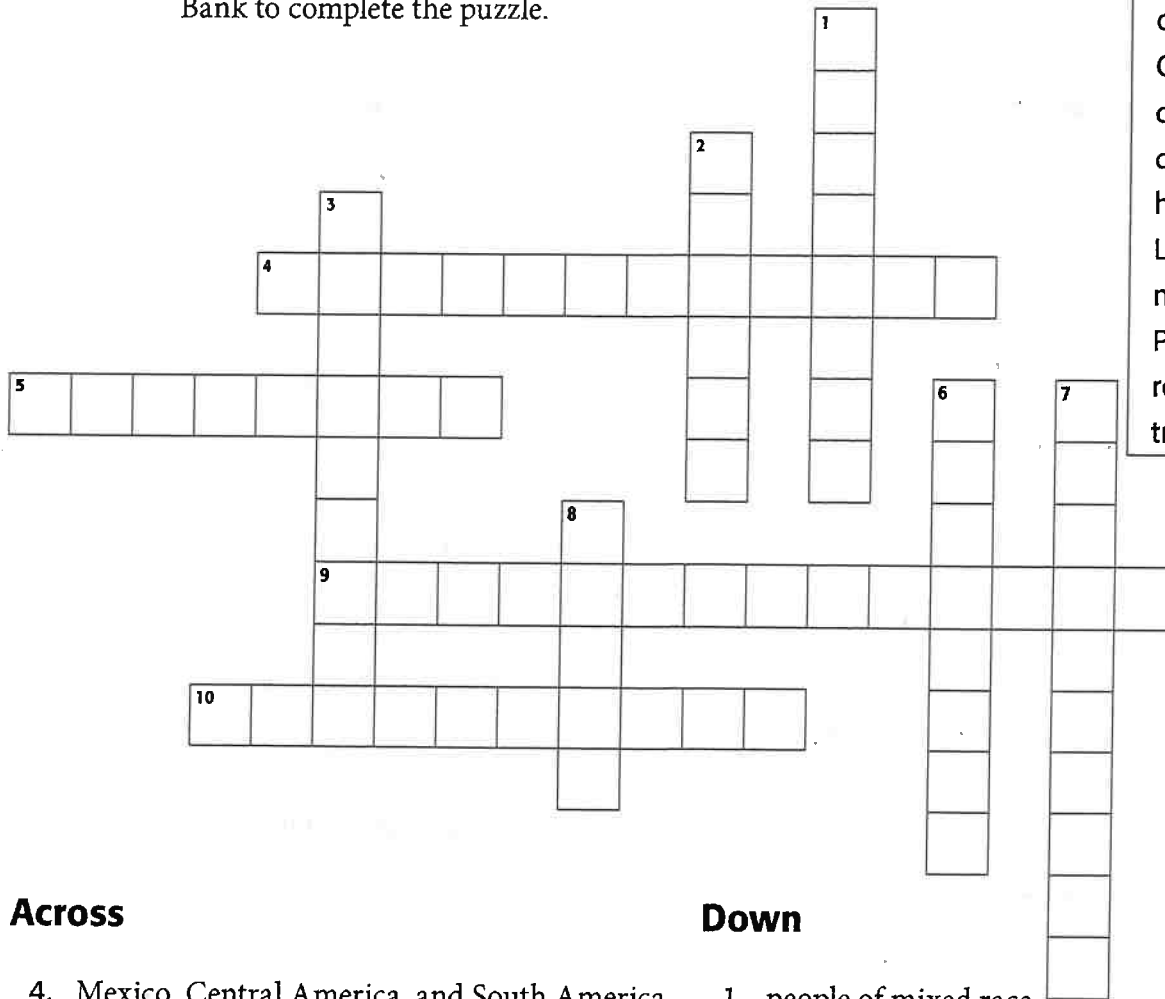 Bank to complete the puzzle.
1
2
3
4
5
6
7
8
9
10
Across
Down
4. Mexico, Central America, and South America
1. people of mixed race